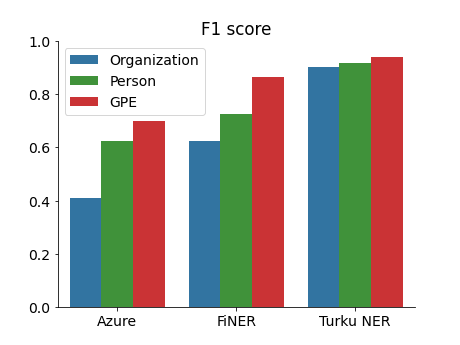 F1 score
1.0
0.8
0.6
0.4
0.2
0.0
Organization
Person
GPE
Azure
FiNER
Turku NER